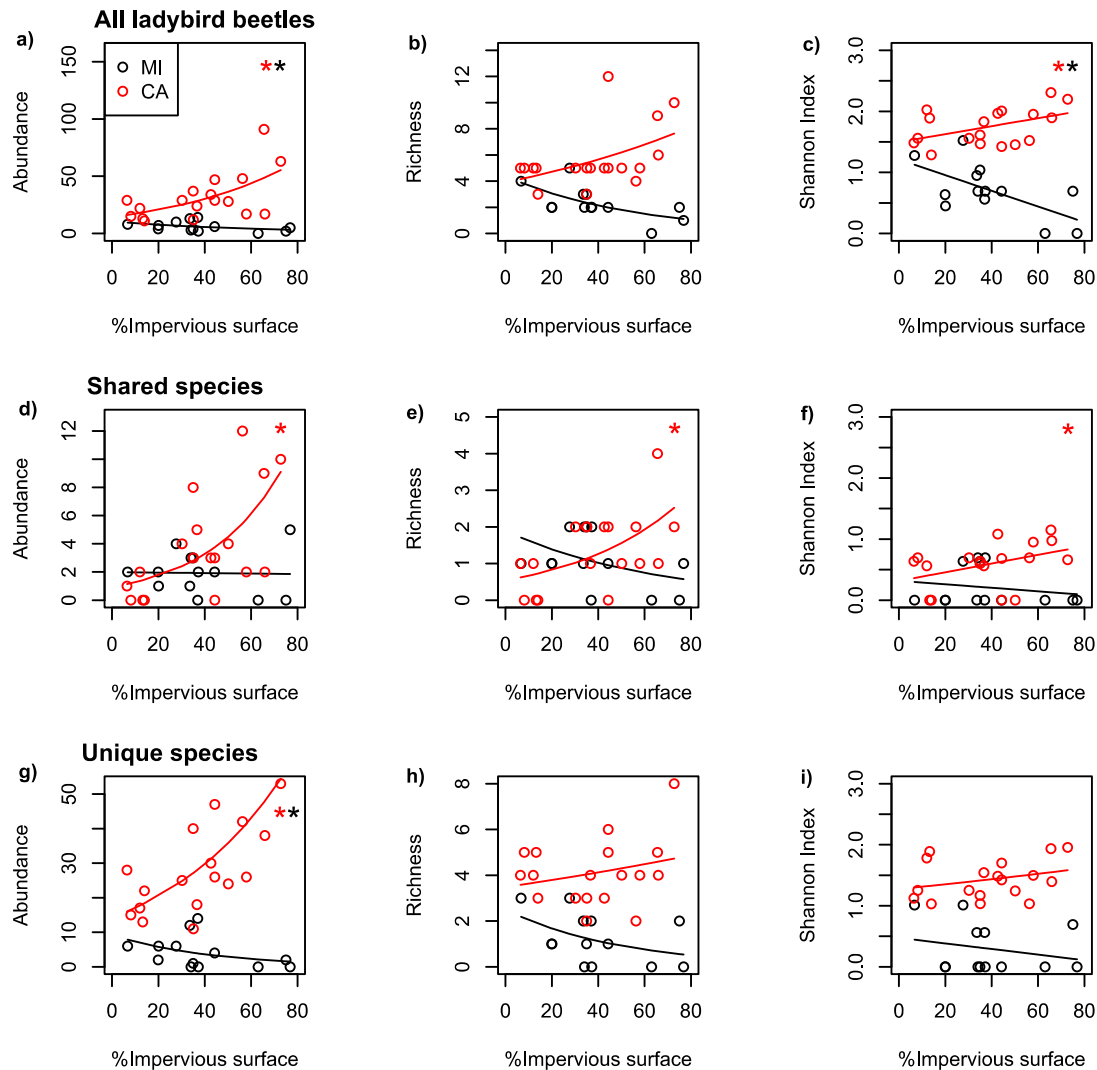 All ladybird beetles
a)
Abundance
150
100
50
0
MI
CA
* *
0 20 40 60 80
%Impervious surface
b)
Richness
12
8
6
4
2
0
0 20 40 60 80
%Impervious surface
c)
Shannon Index
3.0
2.0
1.0
0.0
* *
0 20 40 60 80
%Impervious surface
Shared species
d)
Abundance
12
10
8
6
4
2
0
*
0 20 40 60 80
%Impervious surface
e)
Richness
5
4
3
2
1
0
*
0 20 40 60 80
%Impervious surface
f)
Shannon Index
3.0
2.0
1.0
0.0
*
0 20 40 60 80
%Impervious surface
Unique species
g)
Abundance
50
30
10
0
* *
0 20 40 60 80
%Impervious surface
h)
Richness
8
6
4
2
0
0 20 40 60 80
%Impervious surface
i)
Shannon Index
3.0
2.0
1.0
0.0
0 20 40 60 80
%Impervious surface